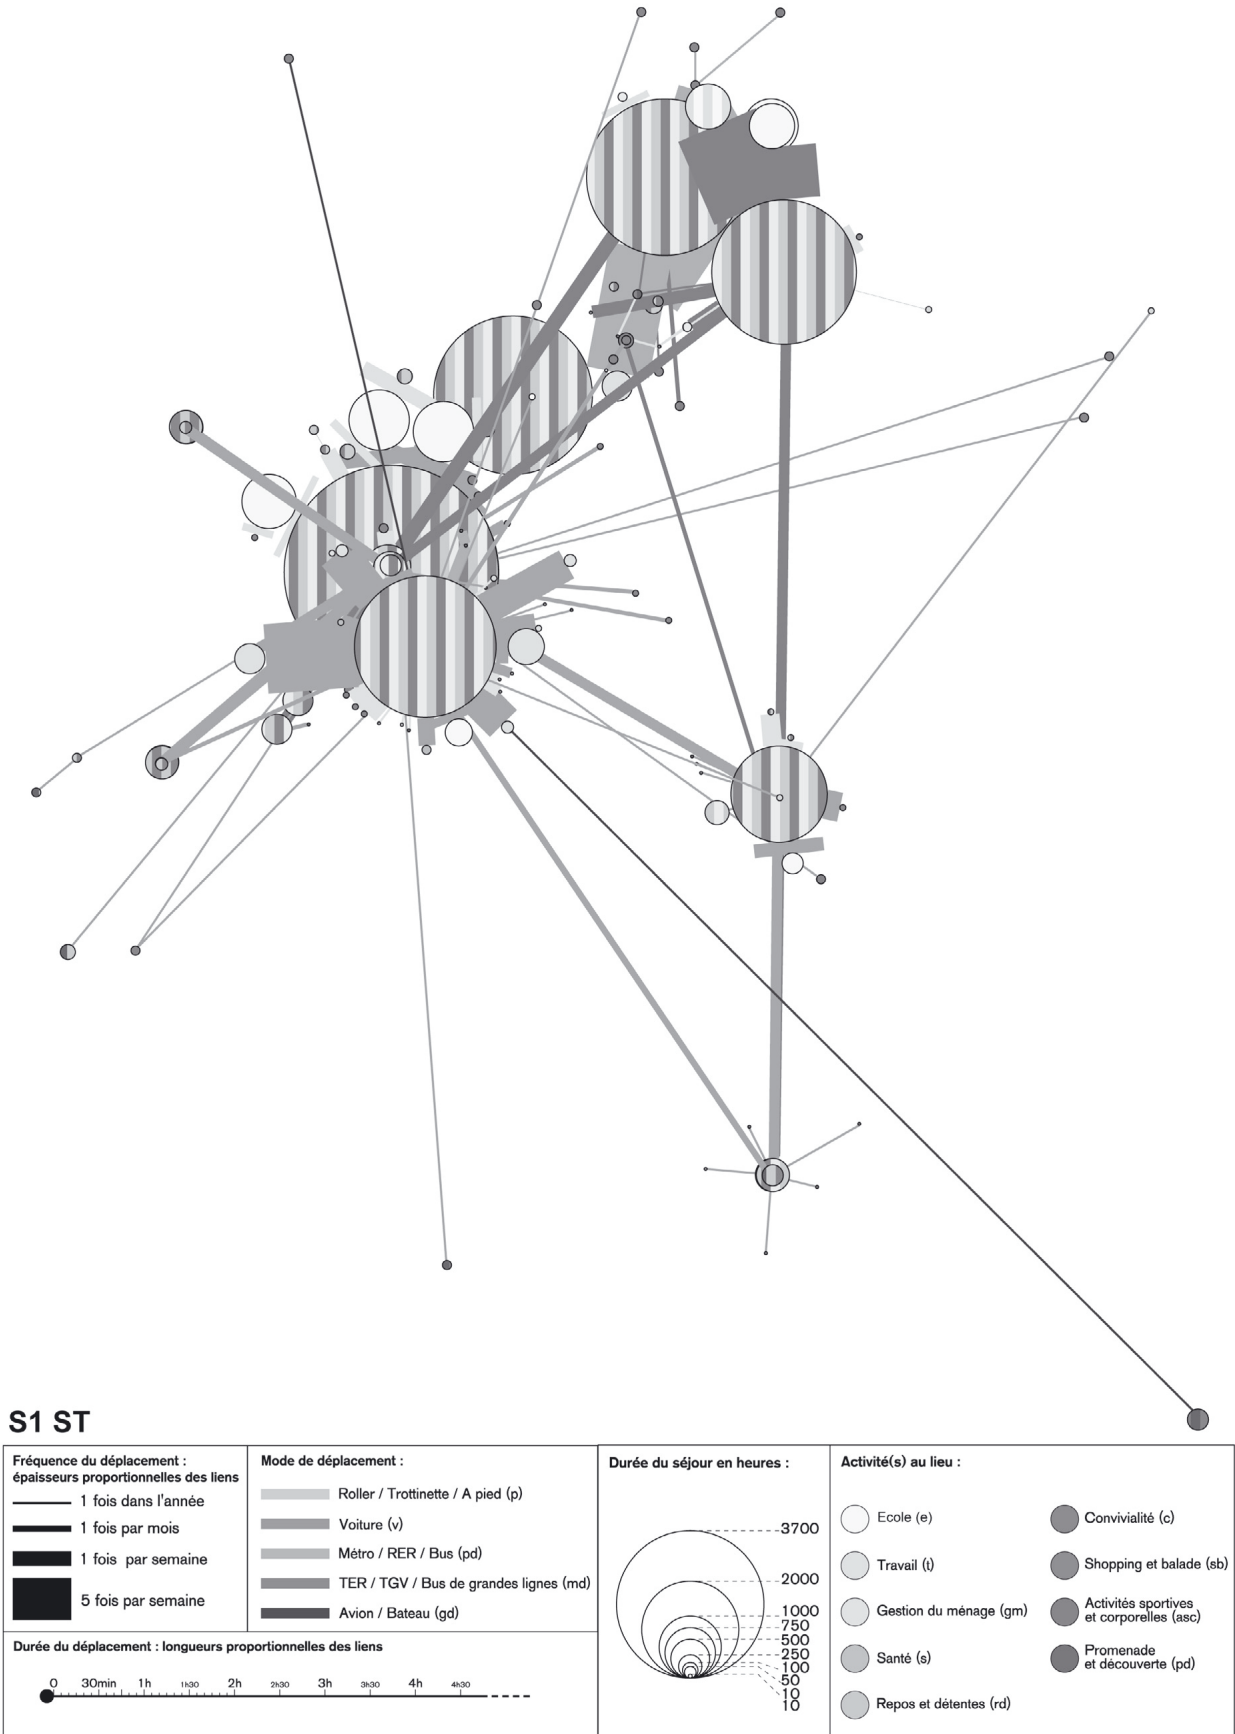 S1 ST
Fréquence du déplacement :
épaisseurs proportionnelles des liens
1 fois dans l'année
1 fois par mois
1 fois par semaine
5 fois par semaine
Mode de déplacement :
Roller / Trottinette / A pied (p)
Voiture (v)
Métro / RER / Bus (pd)
TER / TGV / Bus de grandes lignes (md)
Avion / Bateau (gd)
Durée du déplacement : longueurs proportionnelles des liens
0 30min 1h 1h30 2h 2h30 3h 3h30 4h 4h30
Durée du séjour en heures :
3700
2000
1000
750
500
250
100
50
10
10
Activité(s) au lieu :
Ecole (e)
Travail (t)
Gestion du ménage (gm)
Santé (s)
Repos et détentes (rd)
Convivialité (c)
Shopping et balade (sb)
Activités sportives
et corporelles (asc)
Promenade
et découverte (pd)